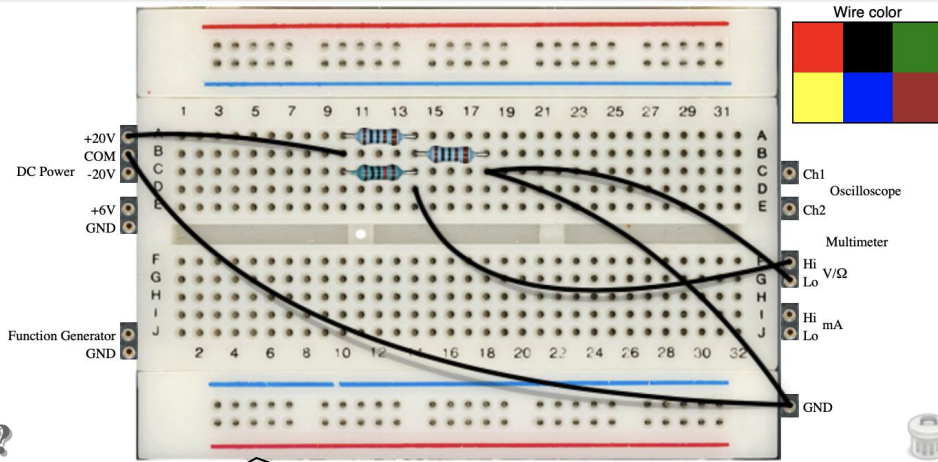 Wire color
1 3 5 7 9 11 13 15 17 19 21 23 25 27 29 31
A A
+20V
B B
COM
DC Power -20V C C Ch1
D D Oscilloscope
E E
+6V Ch2
GND
Multimeter
F F Hi
G G V/Ω
Lo
H H
I I Hi mA
Function Generator J J Lo
GND
2 4 6 8 10 12 14 16 18 20 22 24 26 28 30 32
GND
?